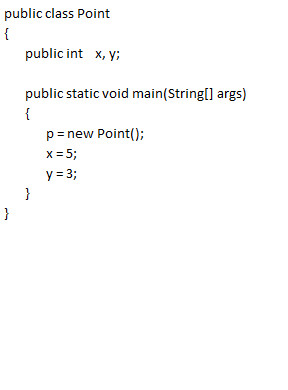 public class Point
{
public int x, y;
public static void main(String[] args)
{
p = new Point();
x = 5;
y = 3;
}
}